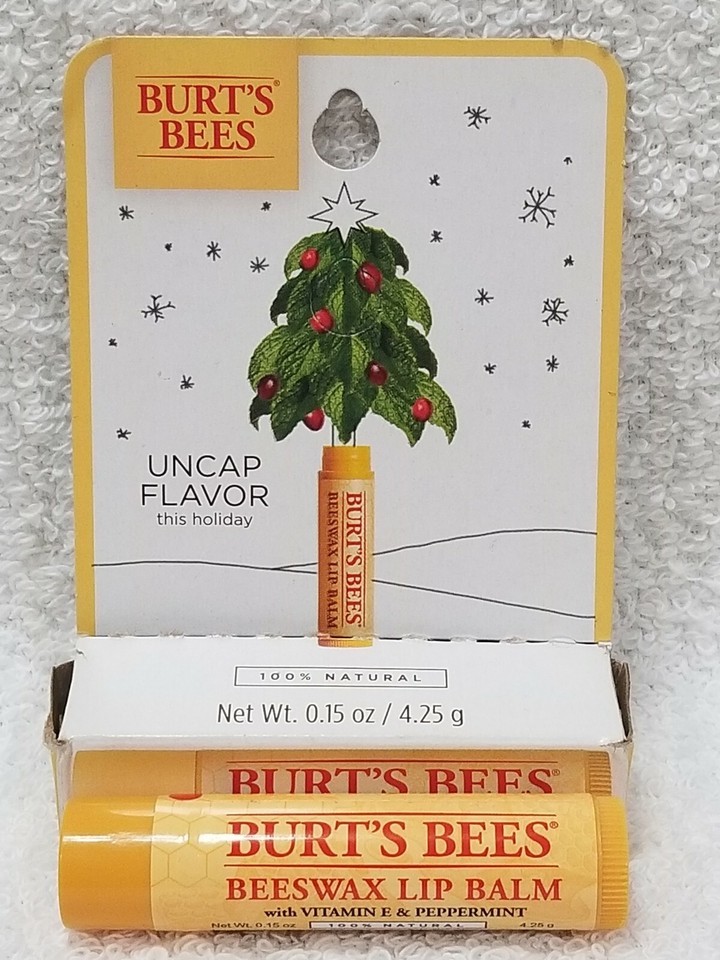 BURT'S®
BEES
UNCAP
FLAVOR
this holiday
BURT'S BEES
BEESWAX LIP BALM
100% NATURAL
Net Wt. 0.15 oz / 4.25 g
BURT'S BEES®
BURT'S BEES®
BEESWAX LIP BALM
with VITAMIN E & PEPPERMINT
Net Wt. 0.15 oz 100% NATURAL 4.25 g